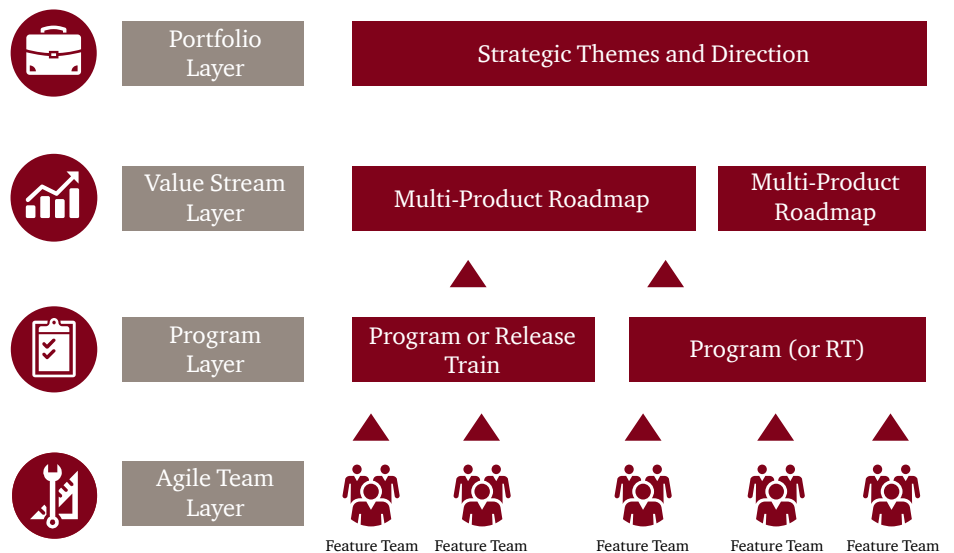 Portfolio
Layer
Strategic Themes and Direction
Value Stream
Layer
Multi-Product Roadmap
Multi-Product
Roadmap
Program
Layer
Program or Release
Train
Program (or RT)
Agile Team
Layer
Feature Team
Feature Team
Feature Team
Feature Team
Feature Team